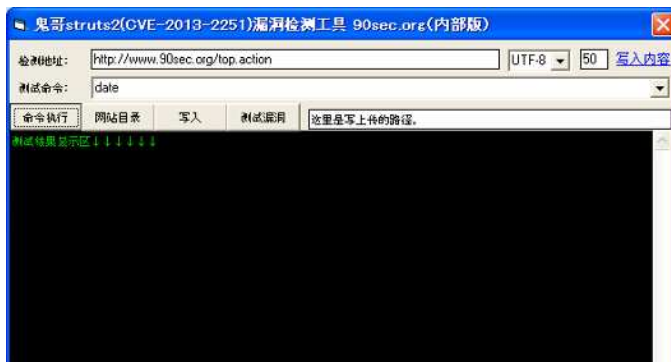 鬼哥struts2(CVE-2013-2251)漏洞检测工具 90sec.org(内部版)
检测地址: http://www.90sec.org/top.action UTF-8 50 写入内容
测试命令: date
命令执行 网站目录 写入 测试漏洞 这里是写上传的路径。
测试结果显示区↓↓↓↓↓↓